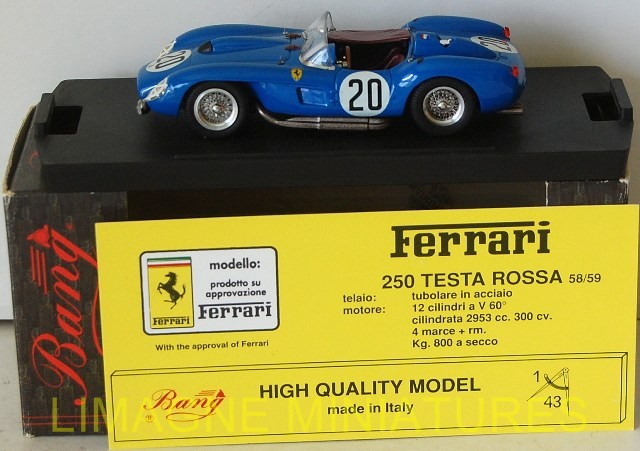 20
20
Bang
Ferrari
250 TESTA ROSSA 58/59
modello:
prodotto su
approvazione
Ferrari
Ferrari
With the approval of Ferrari
telaio: tubolare in acciaio
motore: 12 cilindri a V 60°
cilindrata 2953 cc. 300 cv.
4 marce + rm.
Kg. 800 a secco
Bang ®
HIGH QUALITY MODEL
made in Italy
1
43
LIMAGNE MINIATURES